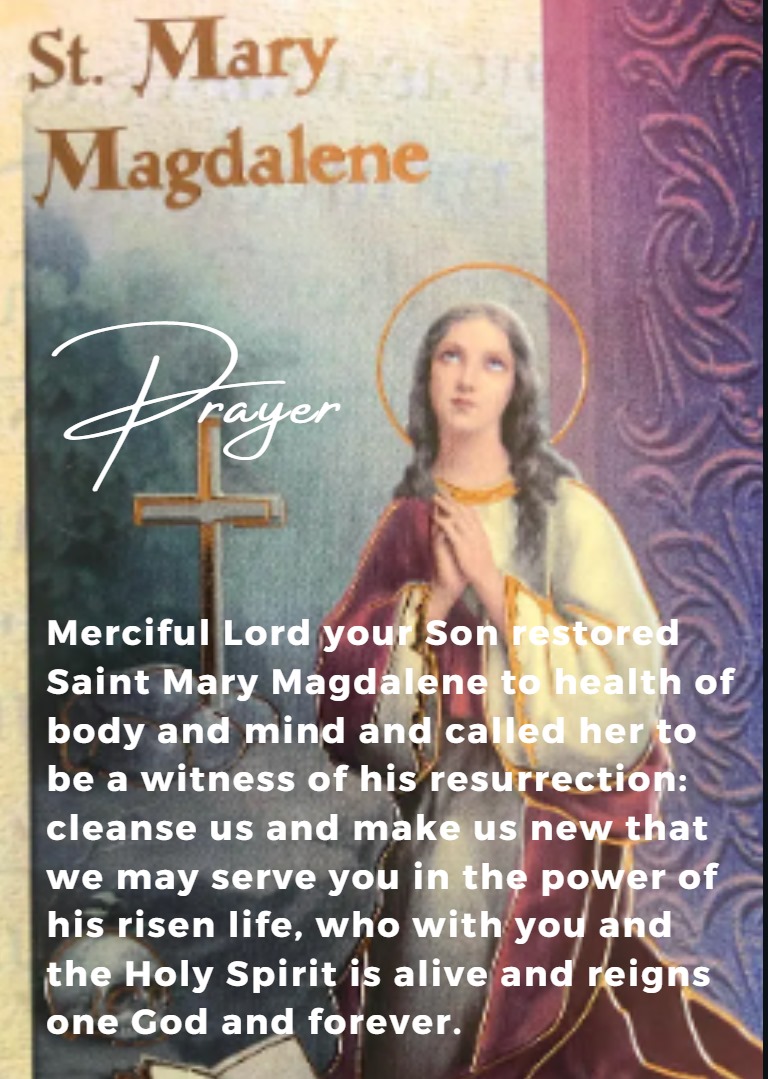 St. Mary
Magdalene
Prayer
Merciful Lord your Son restored
Saint Mary Magdalene to health of
body and mind and called her to
be a witness of his resurrection:
cleanse us and make us new that
we may serve you in the power of
his risen life, who with you and
the Holy Spirit is alive and reigns
one God and forever.